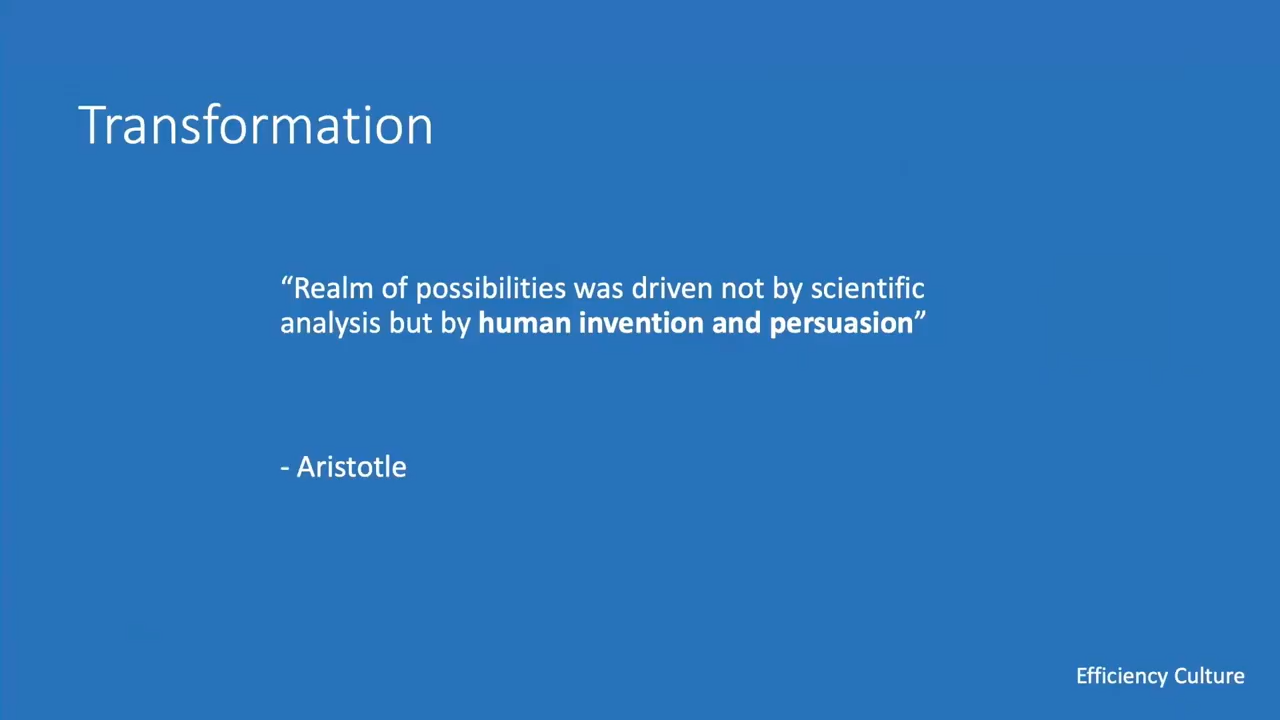 Transformation
“Realm of possibilities was driven not by scientific
analysis but by human invention and persuasion”
- Aristotle
Efficiency Culture